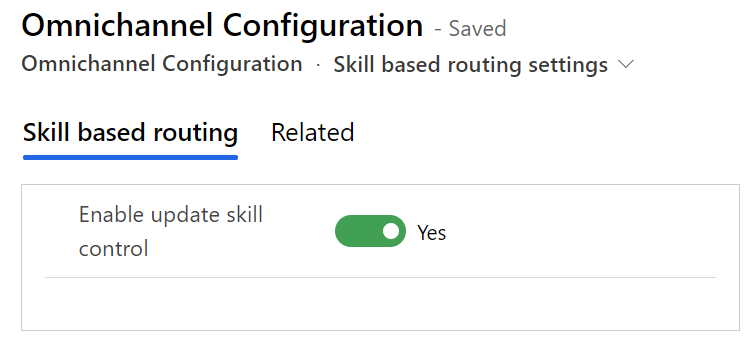 Omnichannel Configuration - Saved
Omnichannel Configuration · Skill based routing settings
Skill based routing Related
Enable update skill
control
Yes